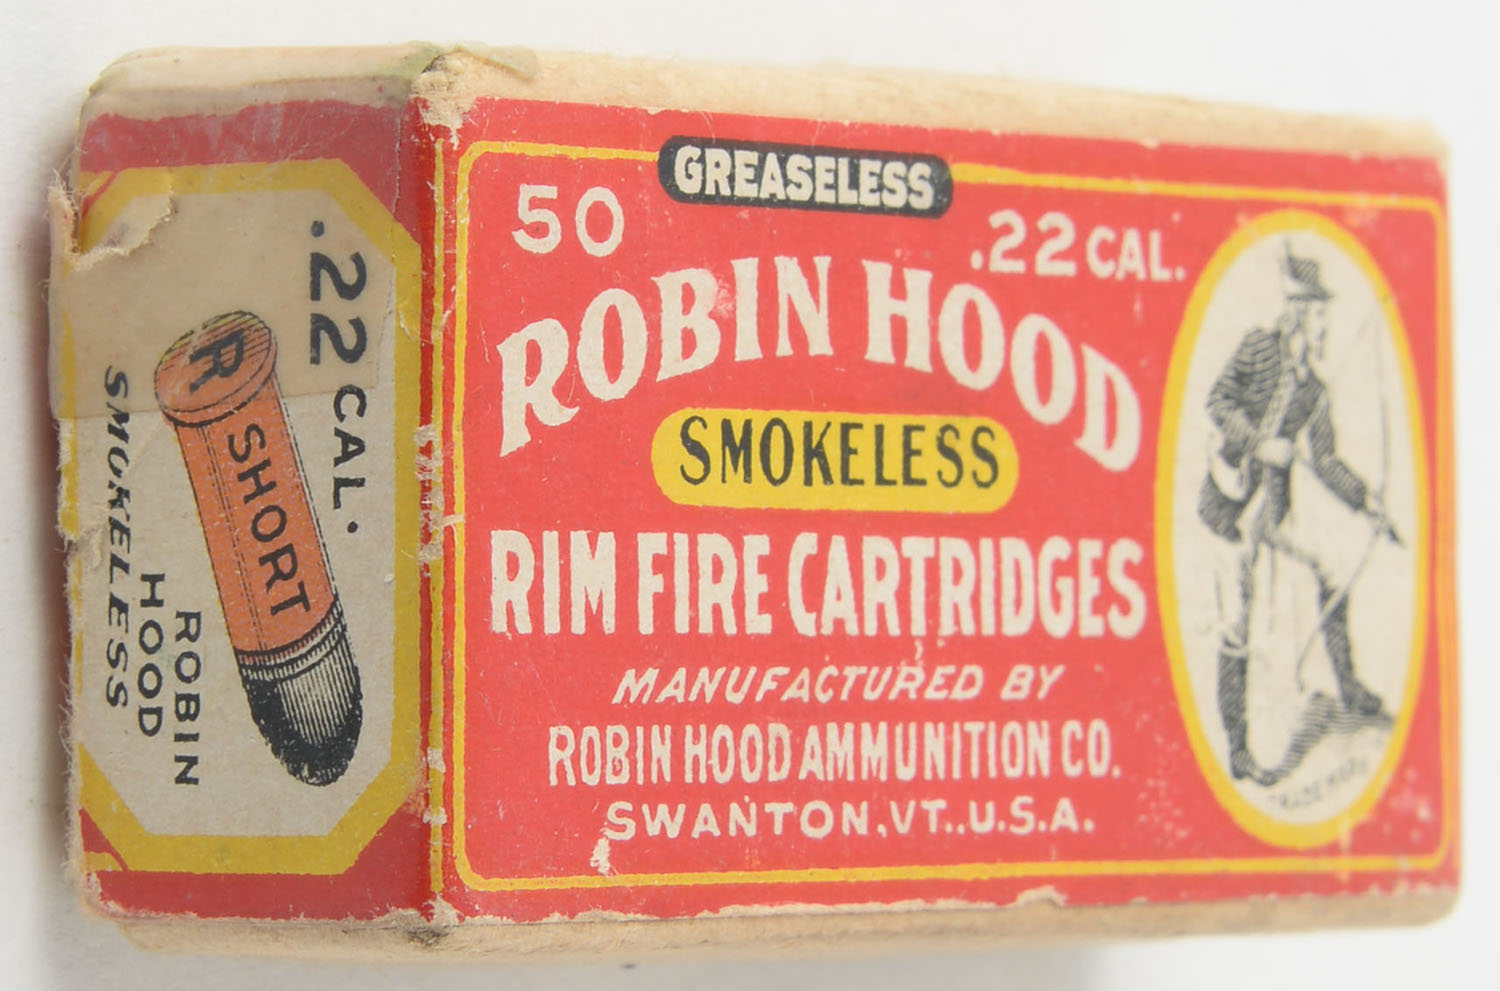 GREASELESS
50 .22 CAL.
ROBIN HOOD
SMOKELESS
RIM FIRE CARTRIDGES
MANUFACTURED BY
ROBIN HOOD AMMUNITION CO.
SWANTON, VT., U.S.A.
TRADE MARK
.22 CAL.
R
SHORT
ROBIN
HOOD
SMOKELESS